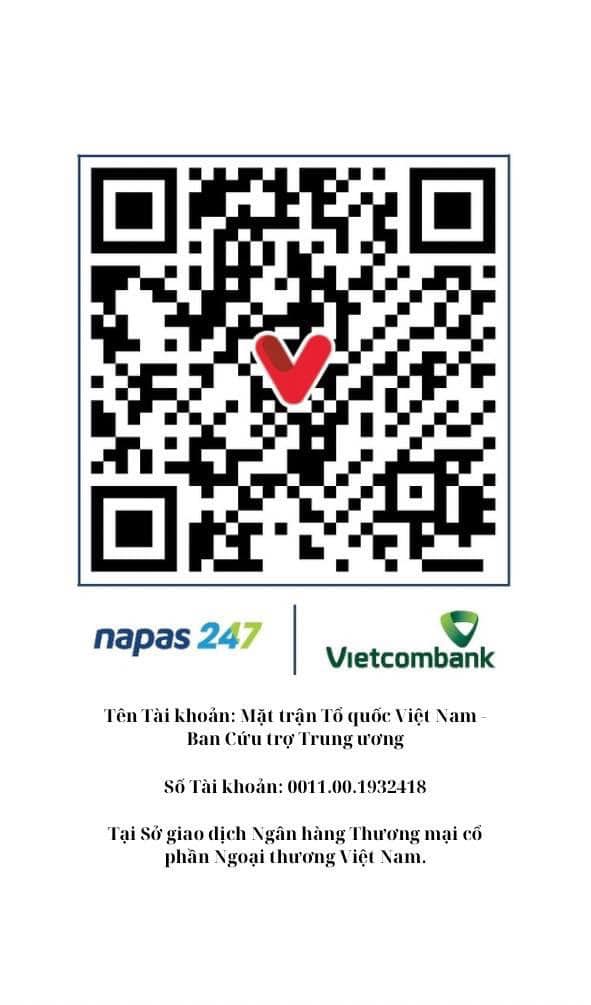 napas 247
Vietcombank
Tên Tài khoản: Mặt trận Tổ quốc Việt Nam -
Ban Cứu trợ Trung ương
Số Tài khoản: 0011.00.1932418
Tại Sở giao dịch Ngân hàng Thương mại cổ
phần Ngoại thương Việt Nam.